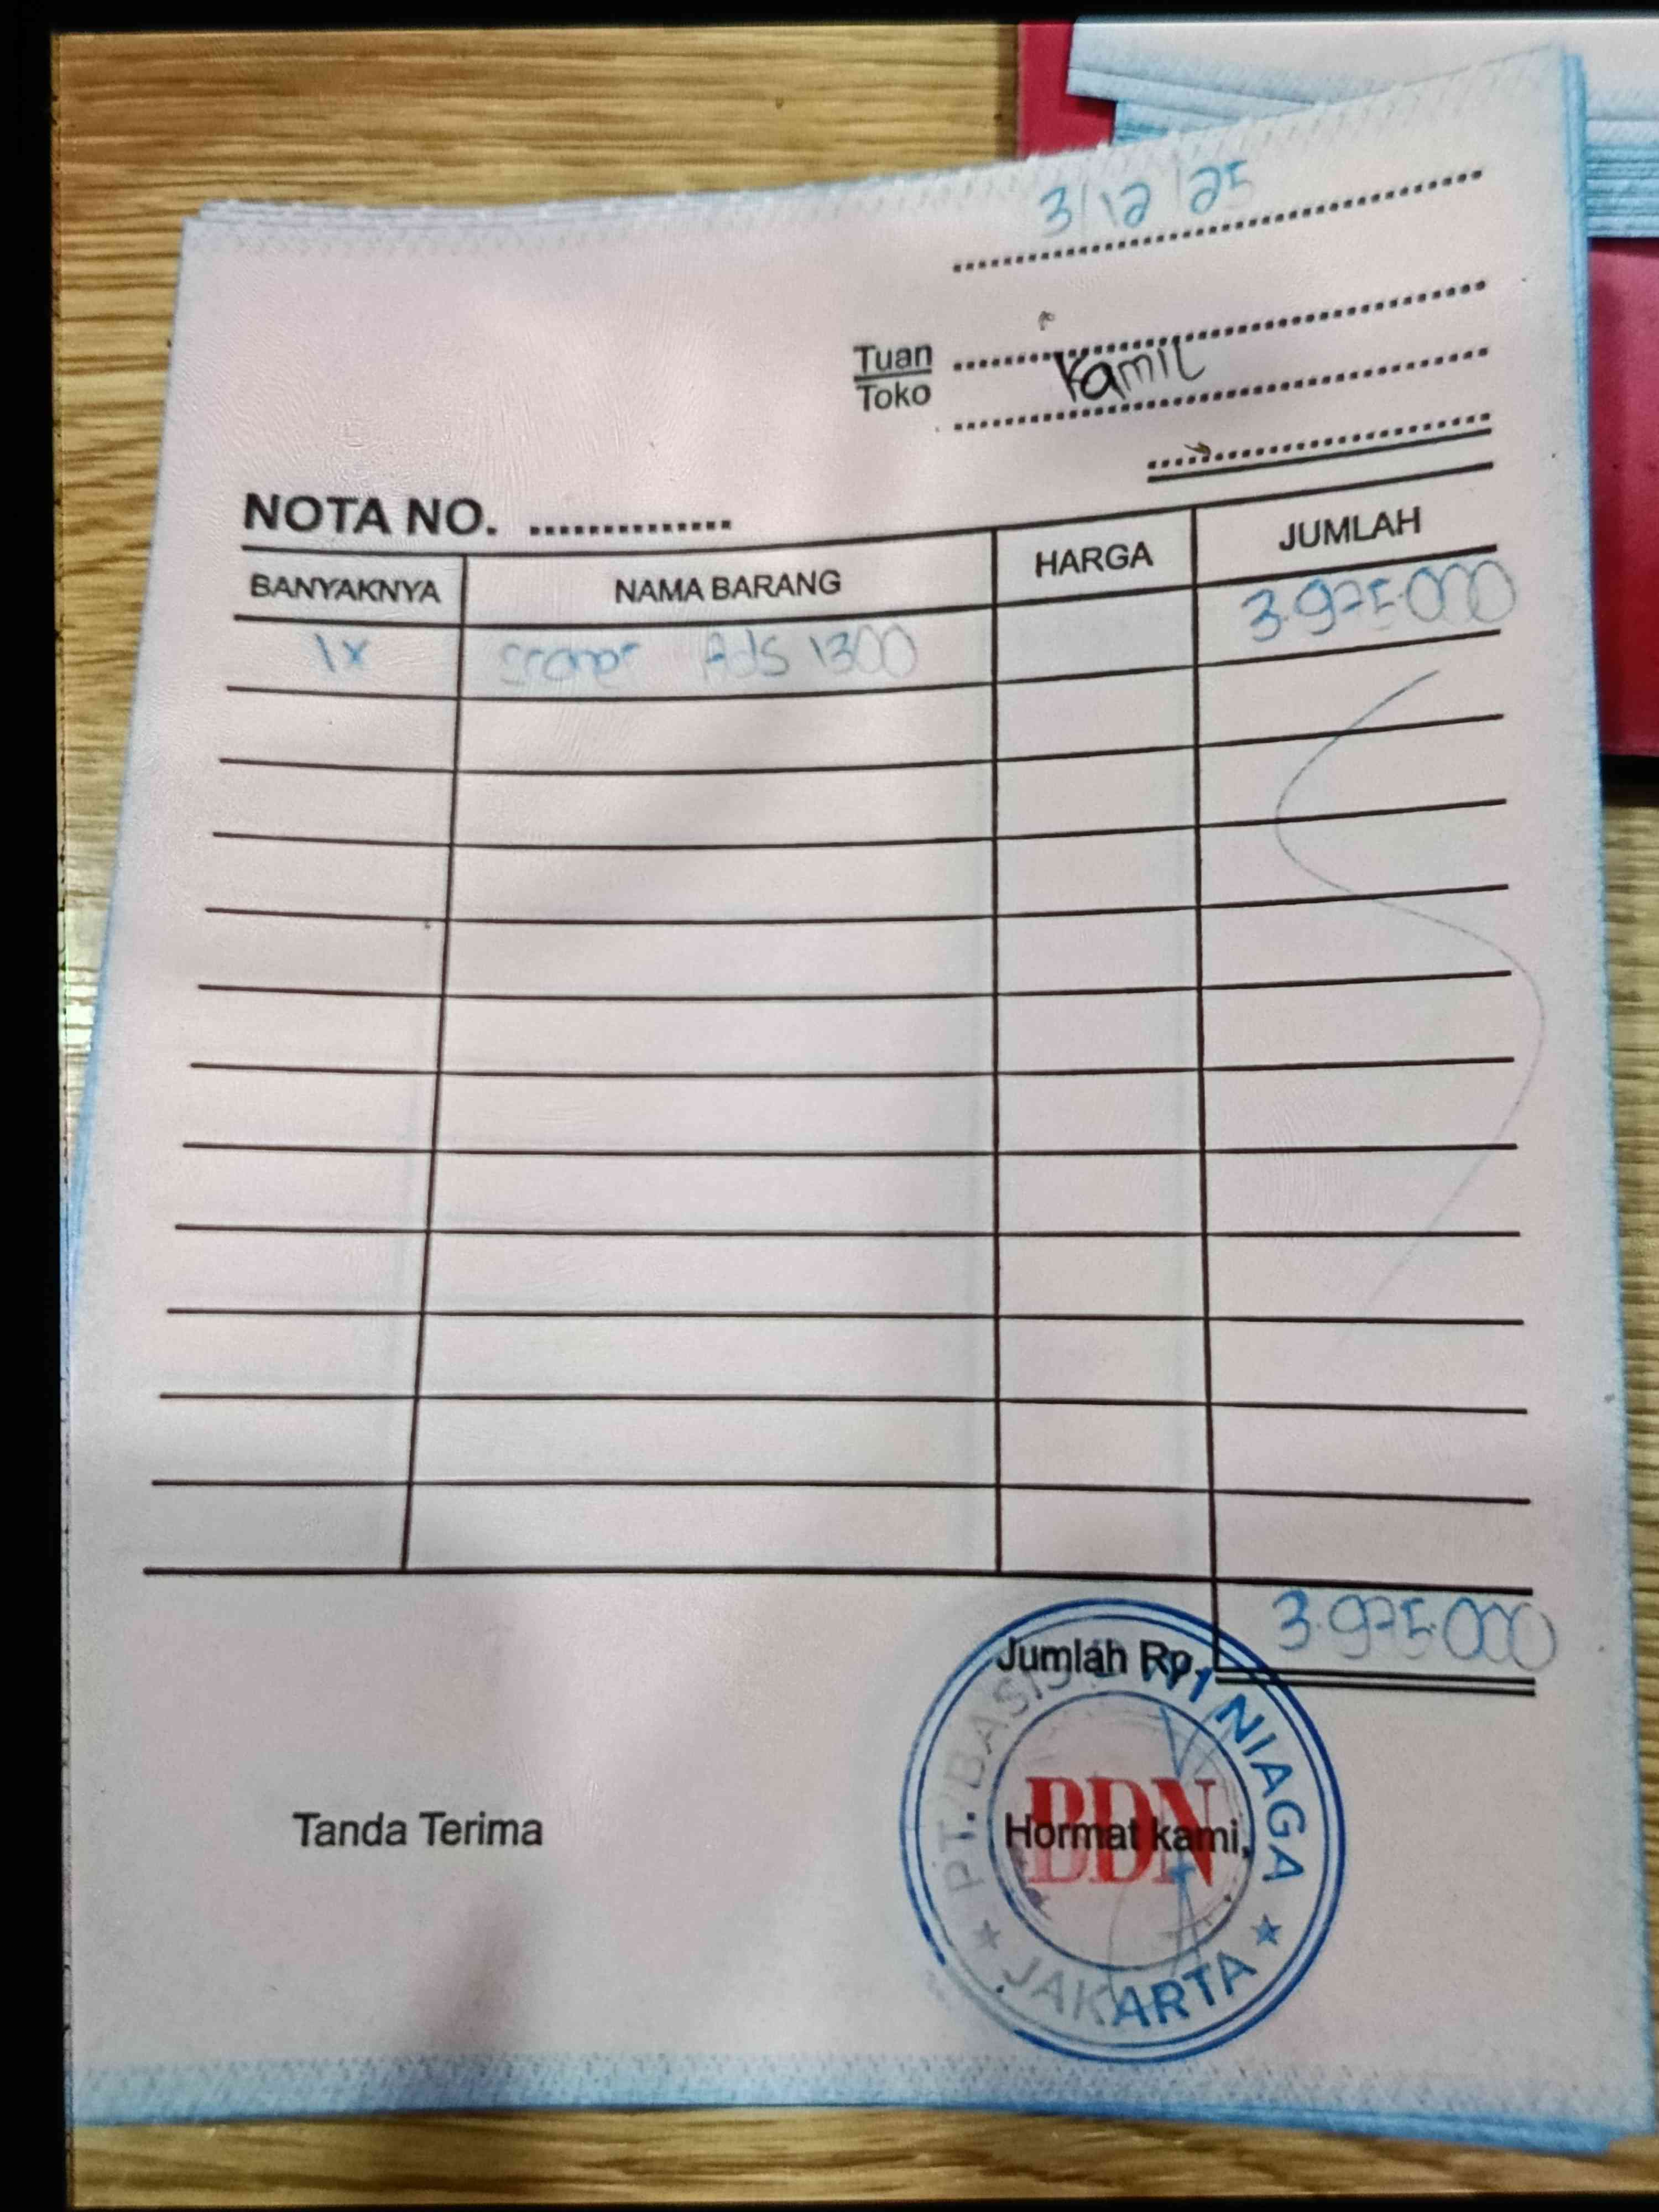 3/12/25
Tuan
Toko
Kamil
NOTA NO. ..............
BANYAKNYA NAMA BARANG HARGA JUMLAH
1x Scaner Ads 1300 3.975.000
Jumlah Rp. 3.975.000
Tanda Terima Hormat kami,
PT. BASIS NIAGA
BDN
JAKARTA